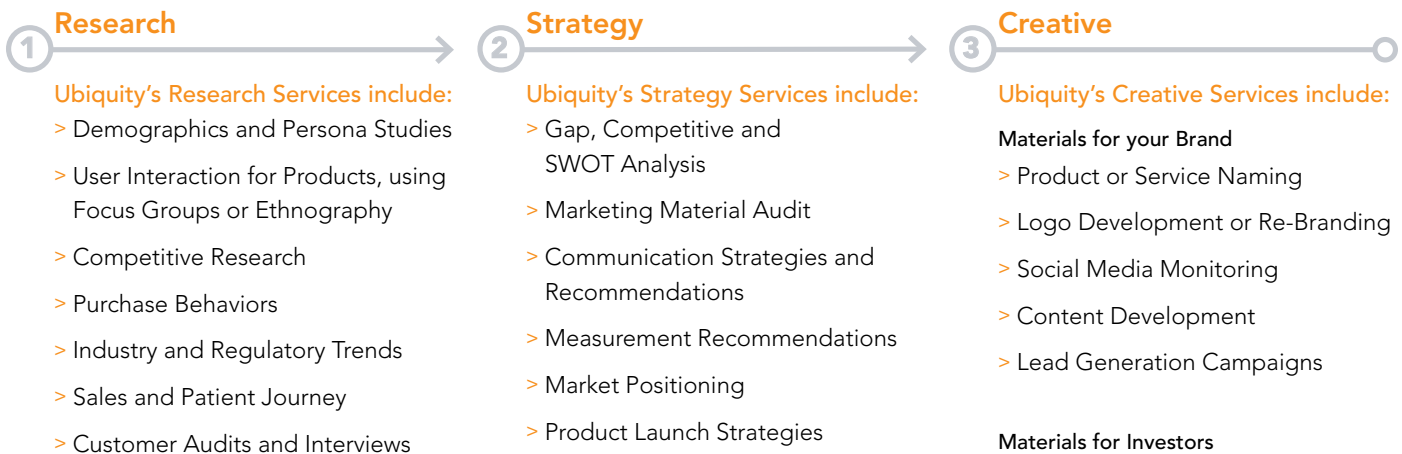 1
Research
Ubiquity’s Research Services include:
> Demographics and Persona Studies
> User Interaction for Products, using
Focus Groups or Ethnography
> Competitive Research
> Purchase Behaviors
> Industry and Regulatory Trends
> Sales and Patient Journey
> Customer Audits and Interviews
2
Strategy
Ubiquity’s Strategy Services include:
> Gap, Competitive and
SWOT Analysis
> Marketing Material Audit
> Communication Strategies and
Recommendations
> Measurement Recommendations
> Market Positioning
> Product Launch Strategies
3
Creative
Ubiquity’s Creative Services include:
Materials for your Brand
> Product or Service Naming
> Logo Development or Re-Branding
> Social Media Monitoring
> Content Development
> Lead Generation Campaigns
Materials for Investors